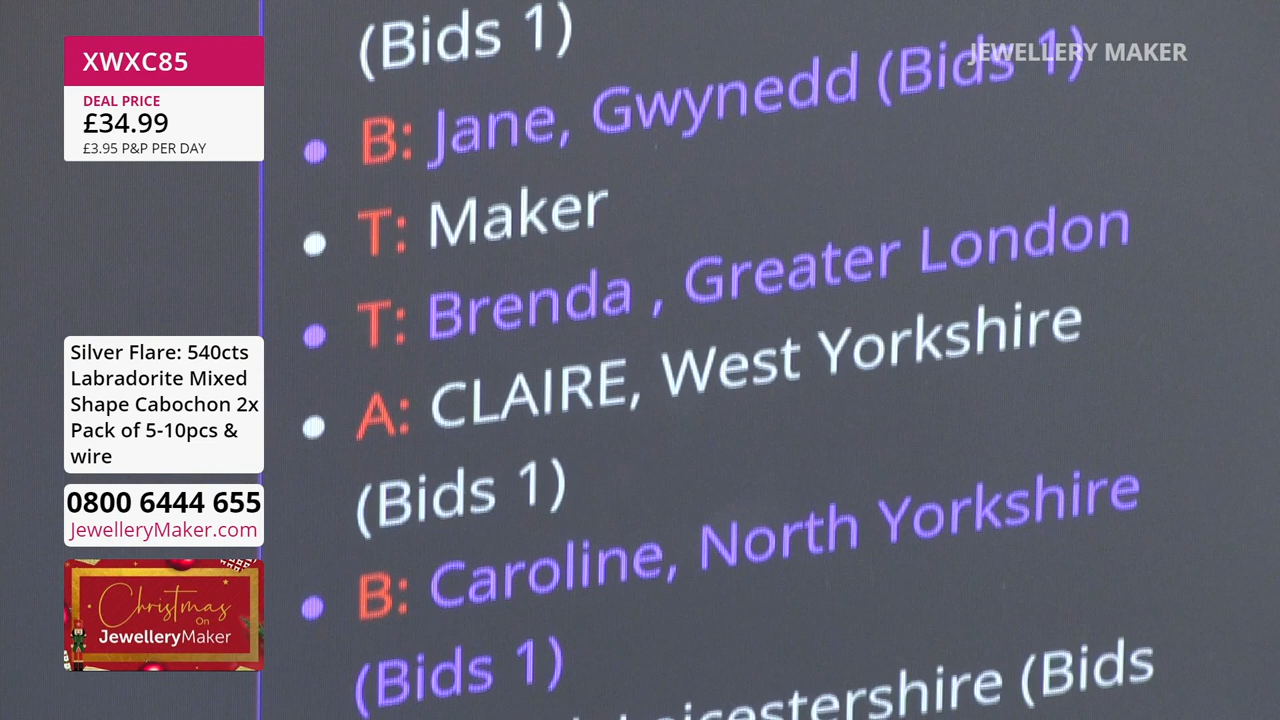 XWXC85
DEAL PRICE
£34.99
£3.95 P&P PER DAY
Silver Flare: 540cts
Labradorite Mixed
Shape Cabochon 2x
Pack of 5-10pcs &
wire
0800 6444 655
JewelleryMaker.com
Christmas
On
JewelleryMaker
JEWELLERY MAKER
(Bids 1)
• B: Jane, Gwynedd (Bids 1)
• T: Maker
• T: Brenda , Greater London
• A: CLAIRE, West Yorkshire
(Bids 1)
• B: Caroline, North Yorkshire
(Bids 1)
Leicestershire (Bids